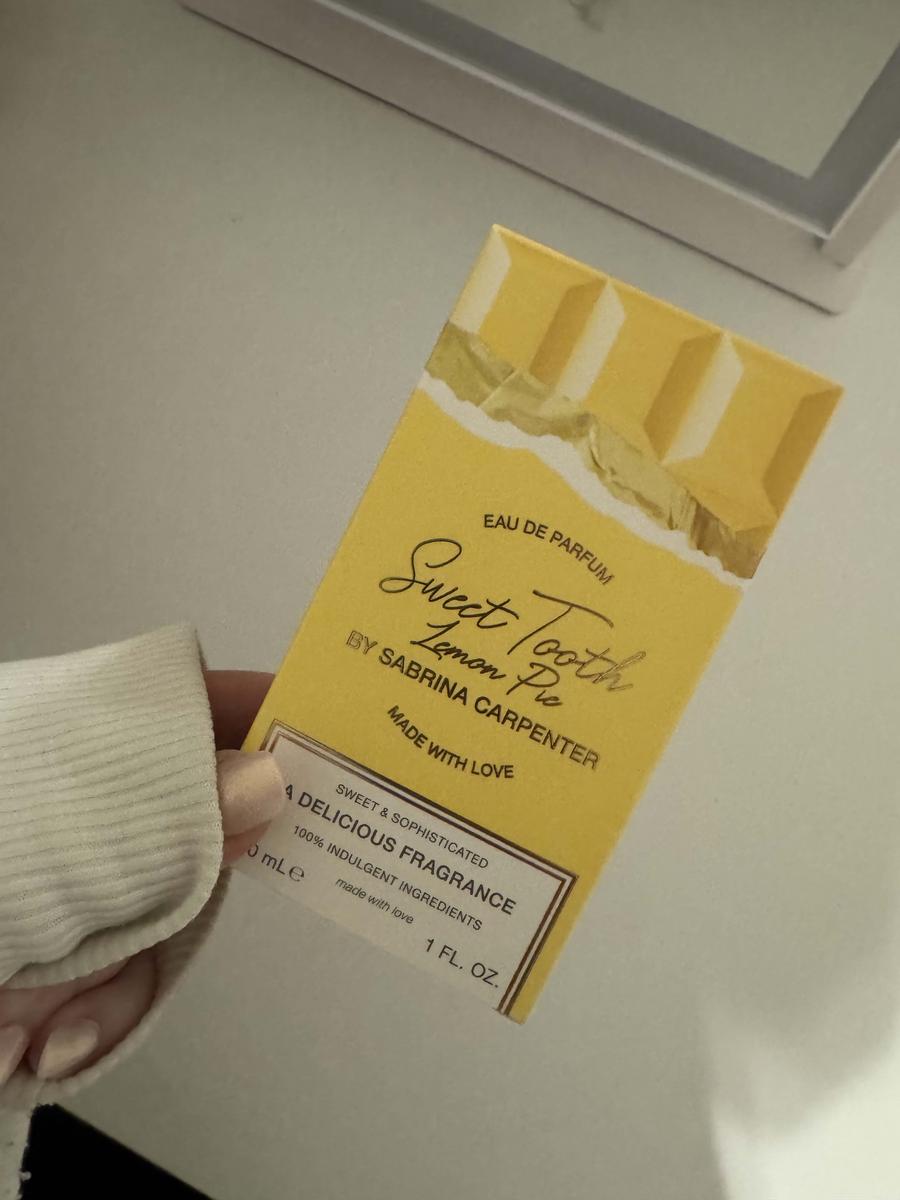 EAU DE PARFUM
Sweet Tooth
Lemon Pie
BY SABRINA CARPENTER
MADE WITH LOVE
SWEET & SOPHISTICATED
A DELICIOUS FRAGRANCE
100% INDULGENT INGREDIENTS
0 mL ℮
made with love
1 FL. OZ.